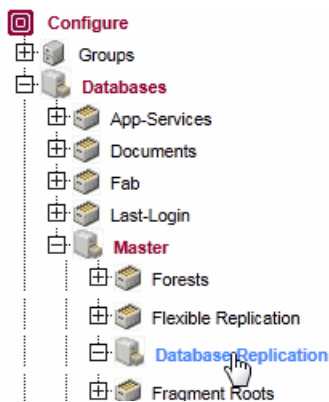 Configure
Groups
Databases
App-Services
Documents
Fab
Last-Login
Master
Forests
Flexible Replication
Database Replication
Fragment Roots